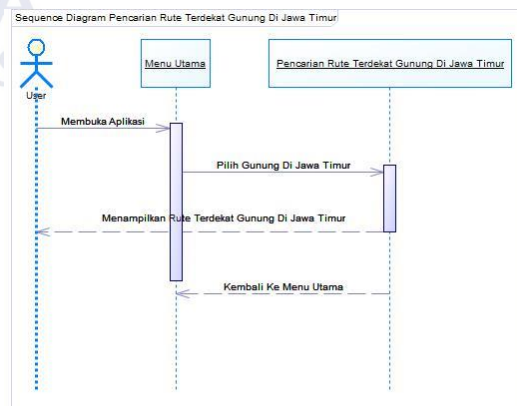 Sequence Diagram Pencarian Rute Terdekat Gunung Di Jawa Timur
Menu Utama
Pencarian Rute Terdekat Gunung Di Jawa Timur
User
Membuka Aplikasi
Pilih Gunung Di Jawa Timur
Menampilkan Rute Terdekat Gunung Di Jawa Timur
Kembali Ke Menu Utama